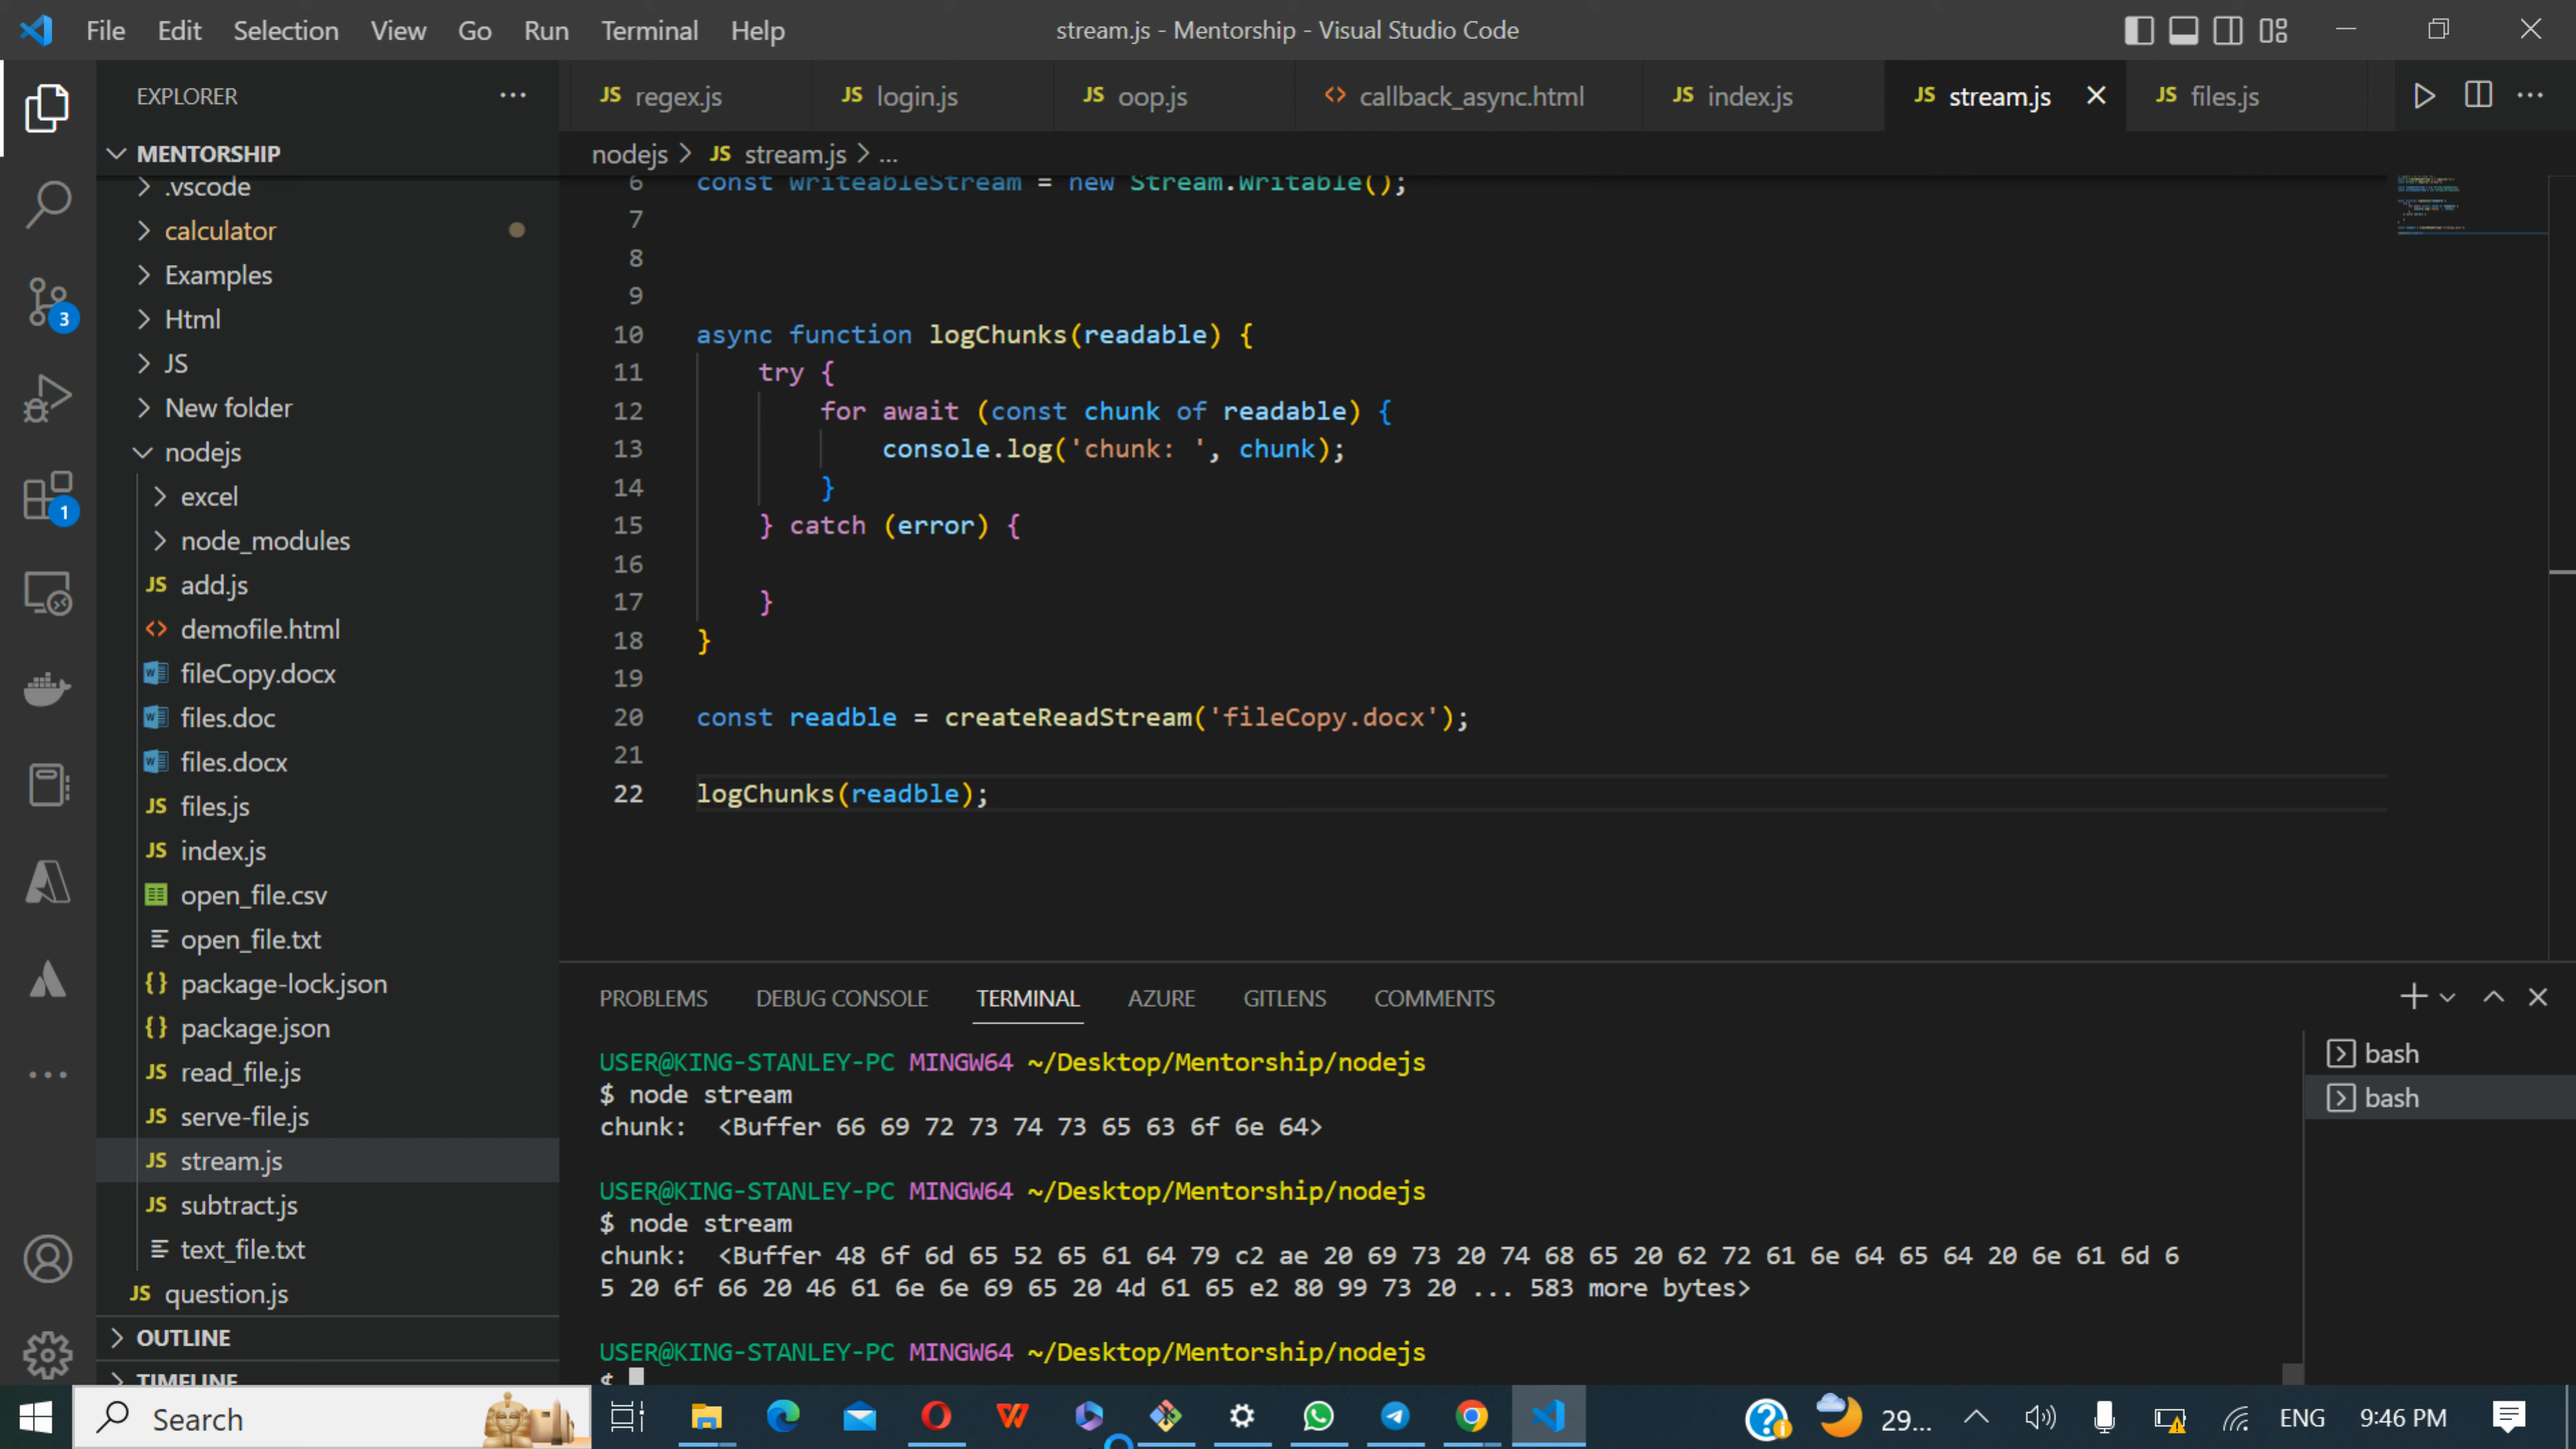 File Edit Selection View Go Run Terminal Help
stream.js - Mentorship - Visual Studio Code
EXPLORER
JS regex.js JS login.js JS oop.js callback_async.html JS index.js JS stream.js JS files.js
nodejs > JS stream.js > ...
MENTORSHIP
.vscode
calculator
Examples
Html
JS
New folder
nodejs
excel
node_modules
JS add.js
demofile.html
fileCopy.docx
files.doc
files.docx
JS files.js
JS index.js
open_file.csv
open_file.txt
{} package-lock.json
{} package.json
JS read_file.js
JS serve-file.js
JS stream.js
JS subtract.js
text_file.txt
JS question.js
OUTLINE
TIMELINE
3
1
6 const writeableStream = new Stream.Writable();
7
8
9
10 async function logChunks(readable) {
11 try {
12 for await (const chunk of readable) {
13 console.log('chunk: ', chunk);
14 }
15 } catch (error) {
16
17 }
18 }
19
20 const readble = createReadStream('fileCopy.docx');
21
22 logChunks(readble);
PROBLEMS DEBUG CONSOLE TERMINAL AZURE GITLENS COMMENTS
USER@KING-STANLEY-PC MINGW64 ~/Desktop/Mentorship/nodejs
$ node stream
chunk:  <Buffer 66 69 72 73 74 73 65 63 6f 6e 64>
USER@KING-STANLEY-PC MINGW64 ~/Desktop/Mentorship/nodejs
$ node stream
chunk:  <Buffer 48 6f 6d 65 52 65 61 64 79 c2 ae 20 69 73 20 74 68 65 20 62 72 61 6e 64 65 64 20 6e 61 6d 6
5 20 6f 66 20 46 61 6e 6e 69 65 20 4d 61 65 e2 80 99 73 20 ... 583 more bytes>
USER@KING-STANLEY-PC MINGW64 ~/Desktop/Mentorship/nodejs
$
bash
bash
Search
29... ENG 9:46 PM